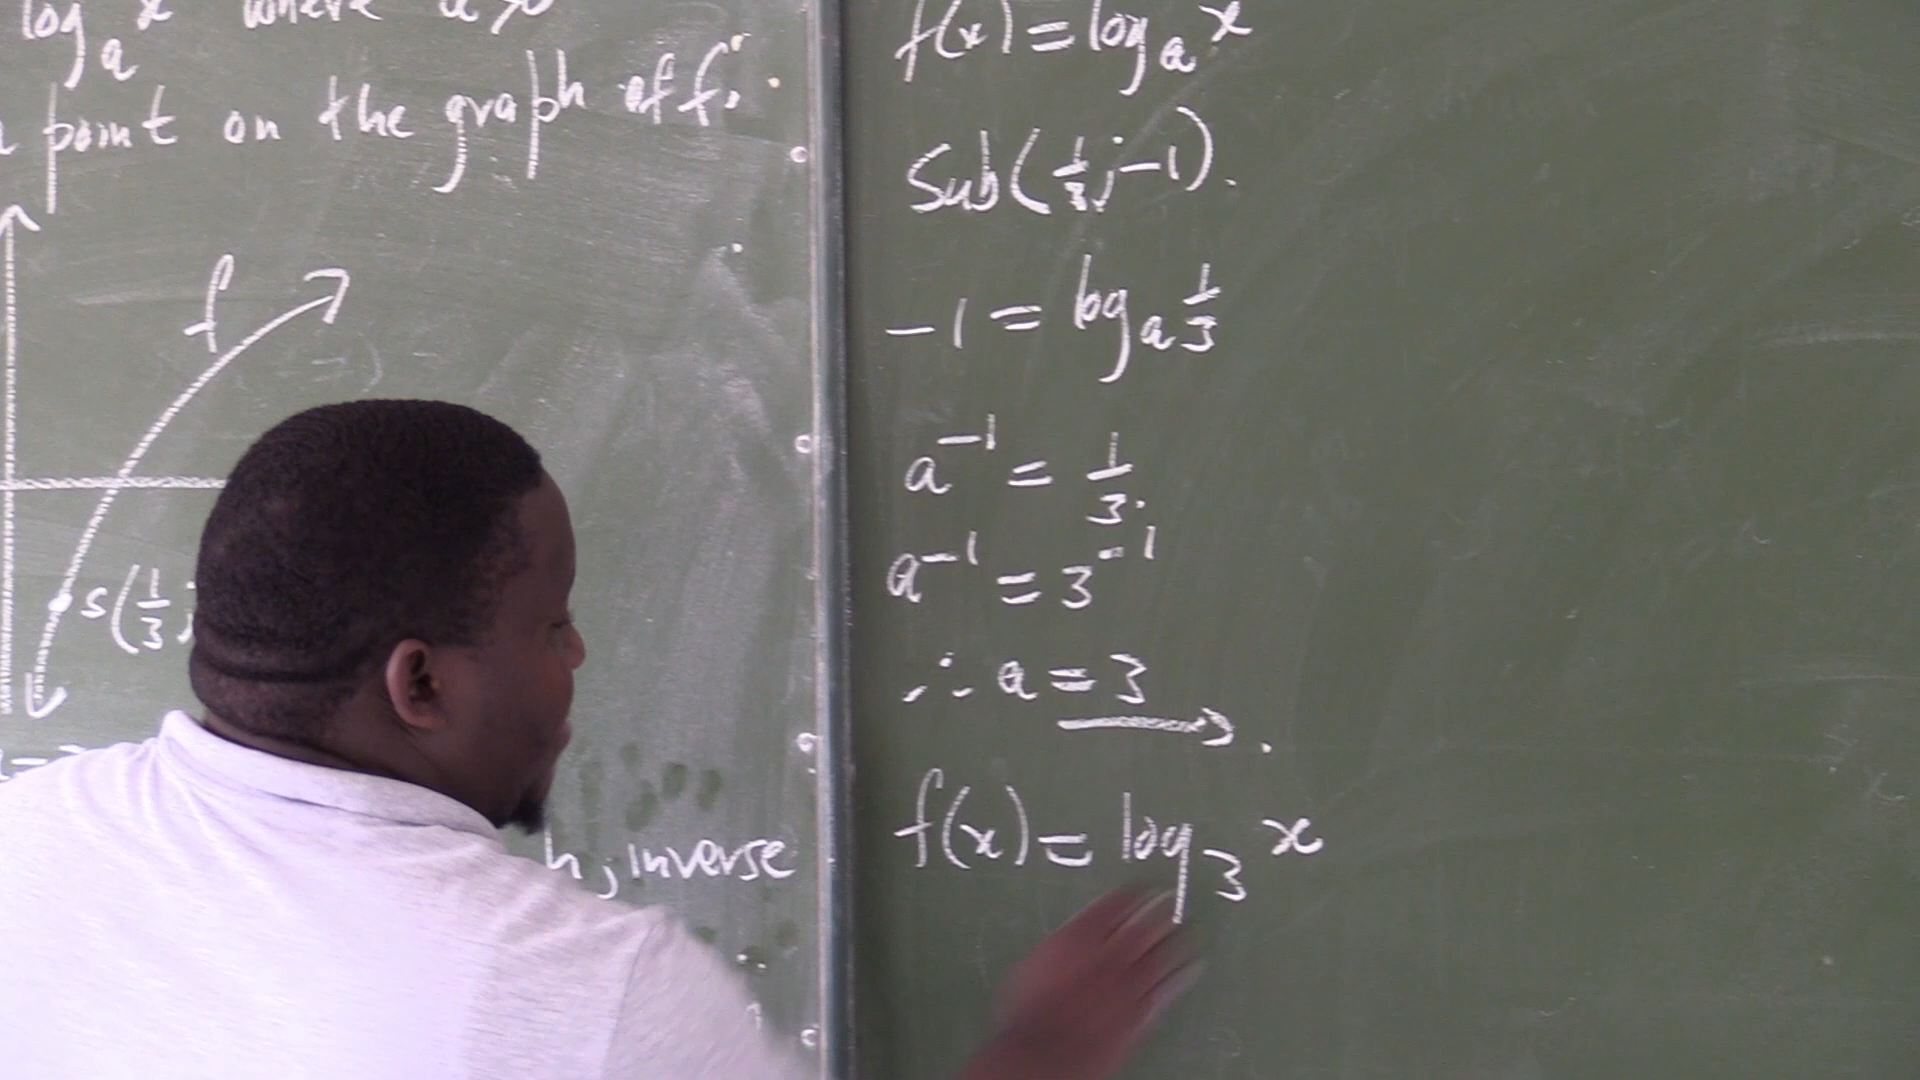 log_a x where a > 0
point on the graph of f.
f
S(1/3;
h, inverse
f(x) = log_a x
Sub(1/3; -1).
-1 = log_a 1/3
a^-1 = 1/3.
a^-1 = 3^-1
∴ a = 3
f(x) = log_3 x